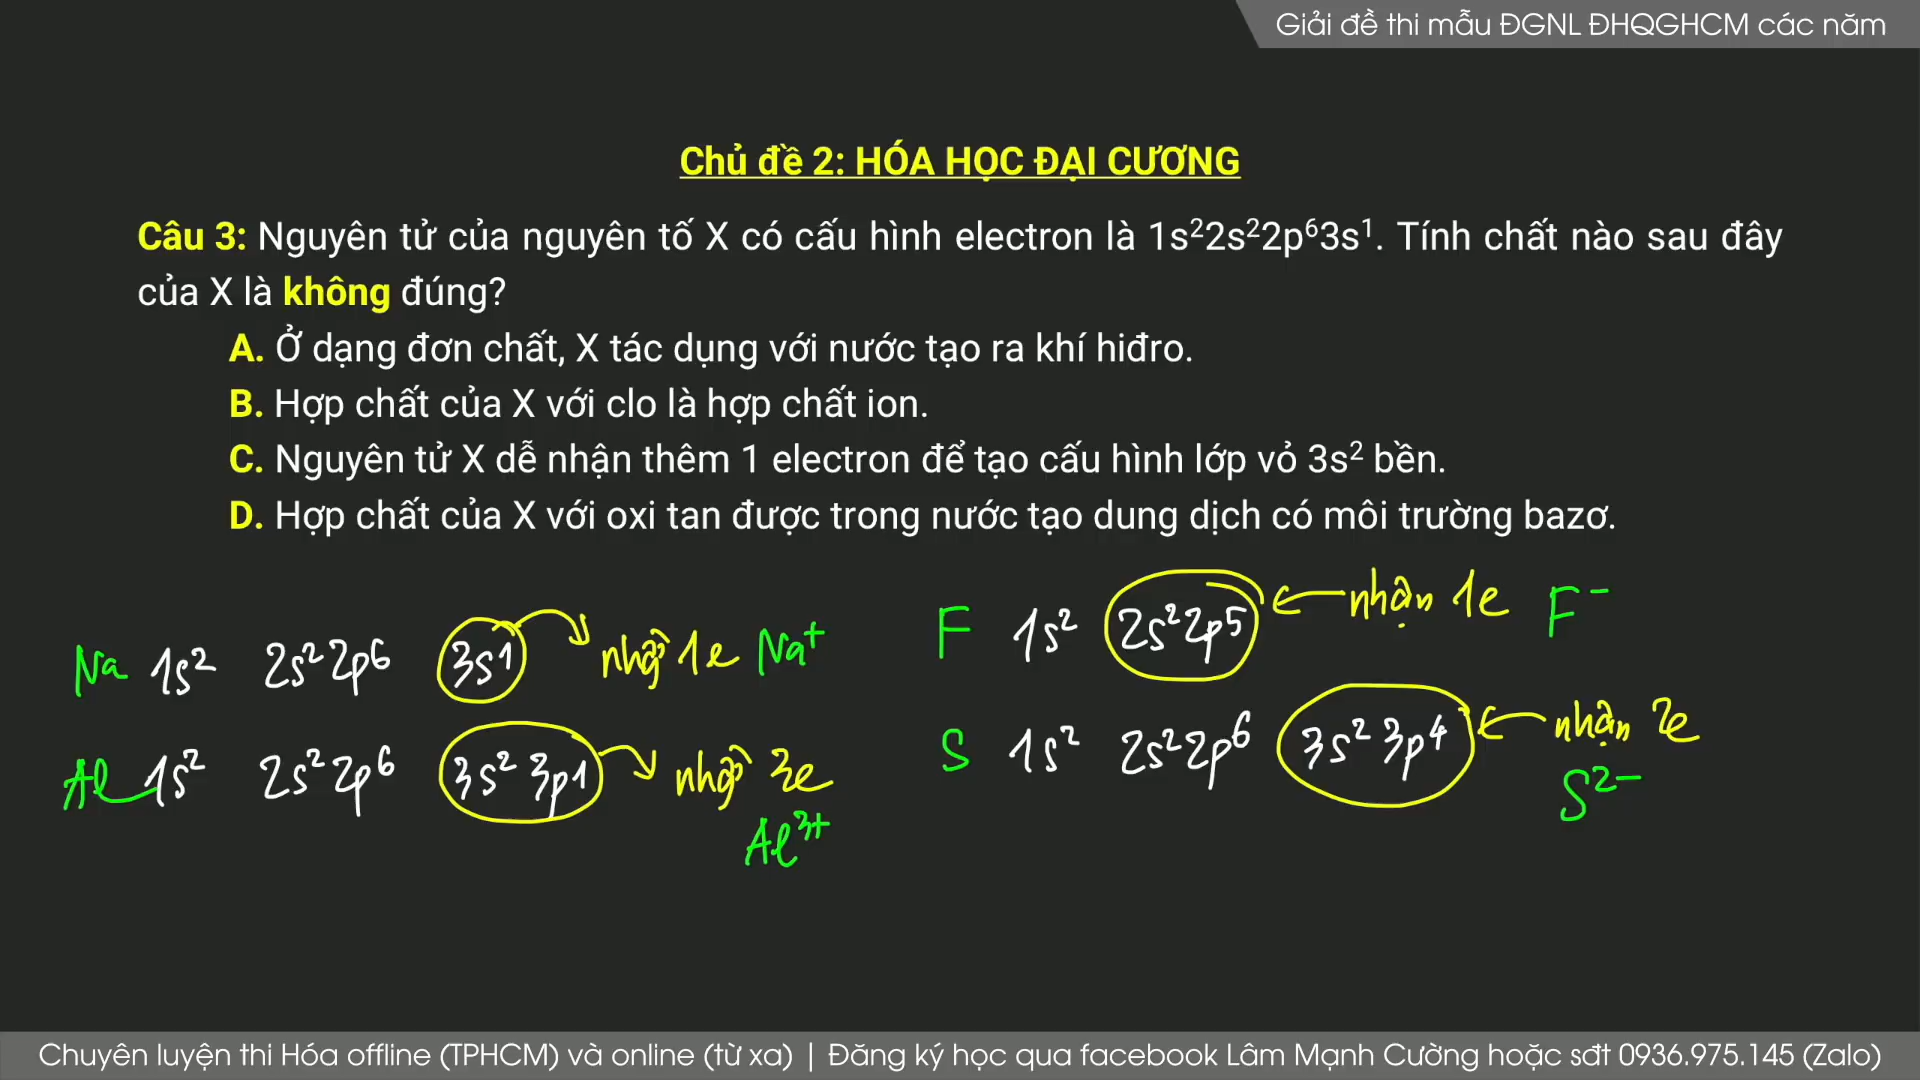 Giải đề thi mẫu ĐGNL ĐHQGHCM các năm
Chủ đề 2: HÓA HỌC ĐẠI CƯƠNG
Câu 3: Nguyên tử của nguyên tố X có cấu hình electron là 1s²2s²2p⁶3s¹. Tính chất nào sau đây
của X là không đúng?
A. Ở dạng đơn chất, X tác dụng với nước tạo ra khí hiđro.
B. Hợp chất của X với clo là hợp chất ion.
C. Nguyên tử X dễ nhận thêm 1 electron để tạo cấu hình lớp vỏ 3s² bền.
D. Hợp chất của X với oxi tan được trong nước tạo dung dịch có môi trường bazơ.
Na 1s² 2s²2p⁶ 3s¹ nhg` 1e Na⁺
Al 1s² 2s²2p⁶ 3s²3p¹ nhg` 3e
Al³⁺
F 1s² 2s²2p⁵ nhận 1e F⁻
S 1s² 2s²2p⁶ 3s²3p⁴ nhận 2e
S²⁻
Chuyên luyện thi Hóa offline (TPHCM) và online (từ xa) | Đăng ký học qua facebook Lâm Mạnh Cường hoặc sđt 0936.975.145 (Zalo)